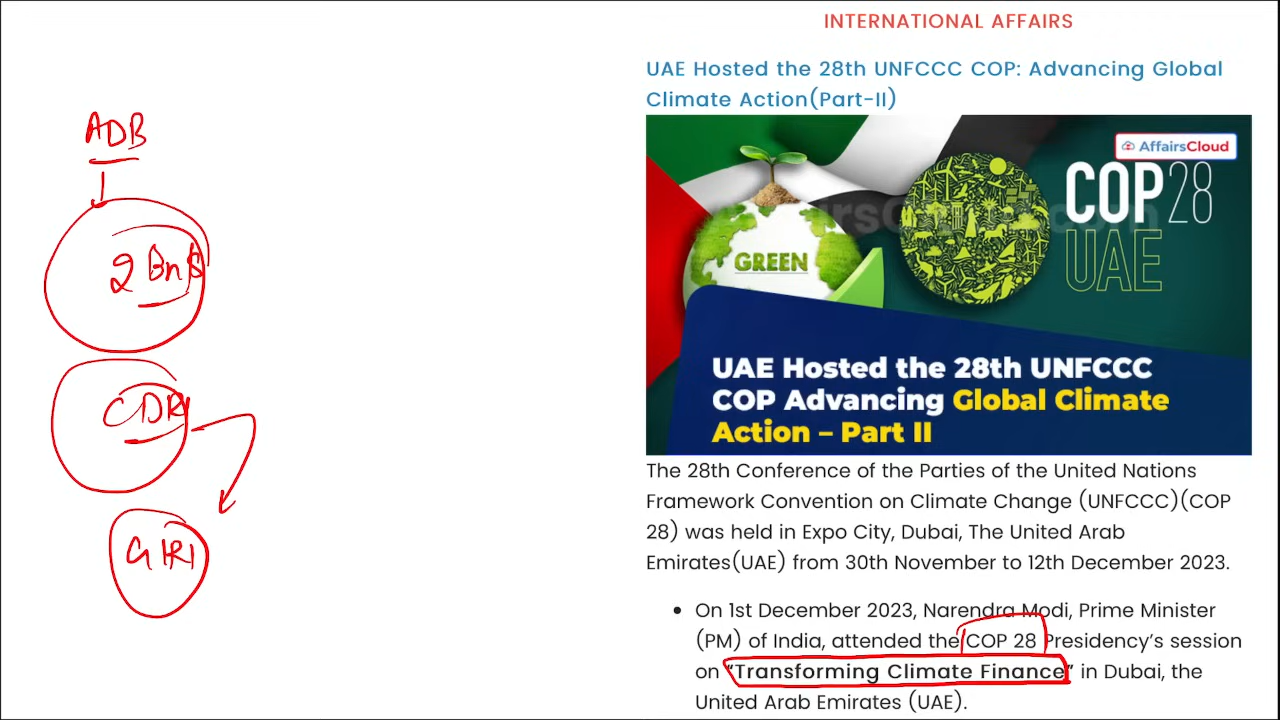 ADB
2 Bn $
CDRI
GIRI
INTERNATIONAL AFFAIRS
UAE Hosted the 28th UNFCCC COP: Advancing Global
Climate Action(Part-II)
AffairsCloud
COP28
UAE
GREEN
UAE Hosted the 28th UNFCCC
COP Advancing Global Climate
Action – Part II
The 28th Conference of the Parties of the United Nations
Framework Convention on Climate Change (UNFCCC)(COP
28) was held in Expo City, Dubai, The United Arab
Emirates(UAE) from 30th November to 12th December 2023.
• On 1st December 2023, Narendra Modi, Prime Minister
(PM) of India, attended the COP 28 Presidency's session
on "Transforming Climate Finance" in Dubai, the
United Arab Emirates (UAE).